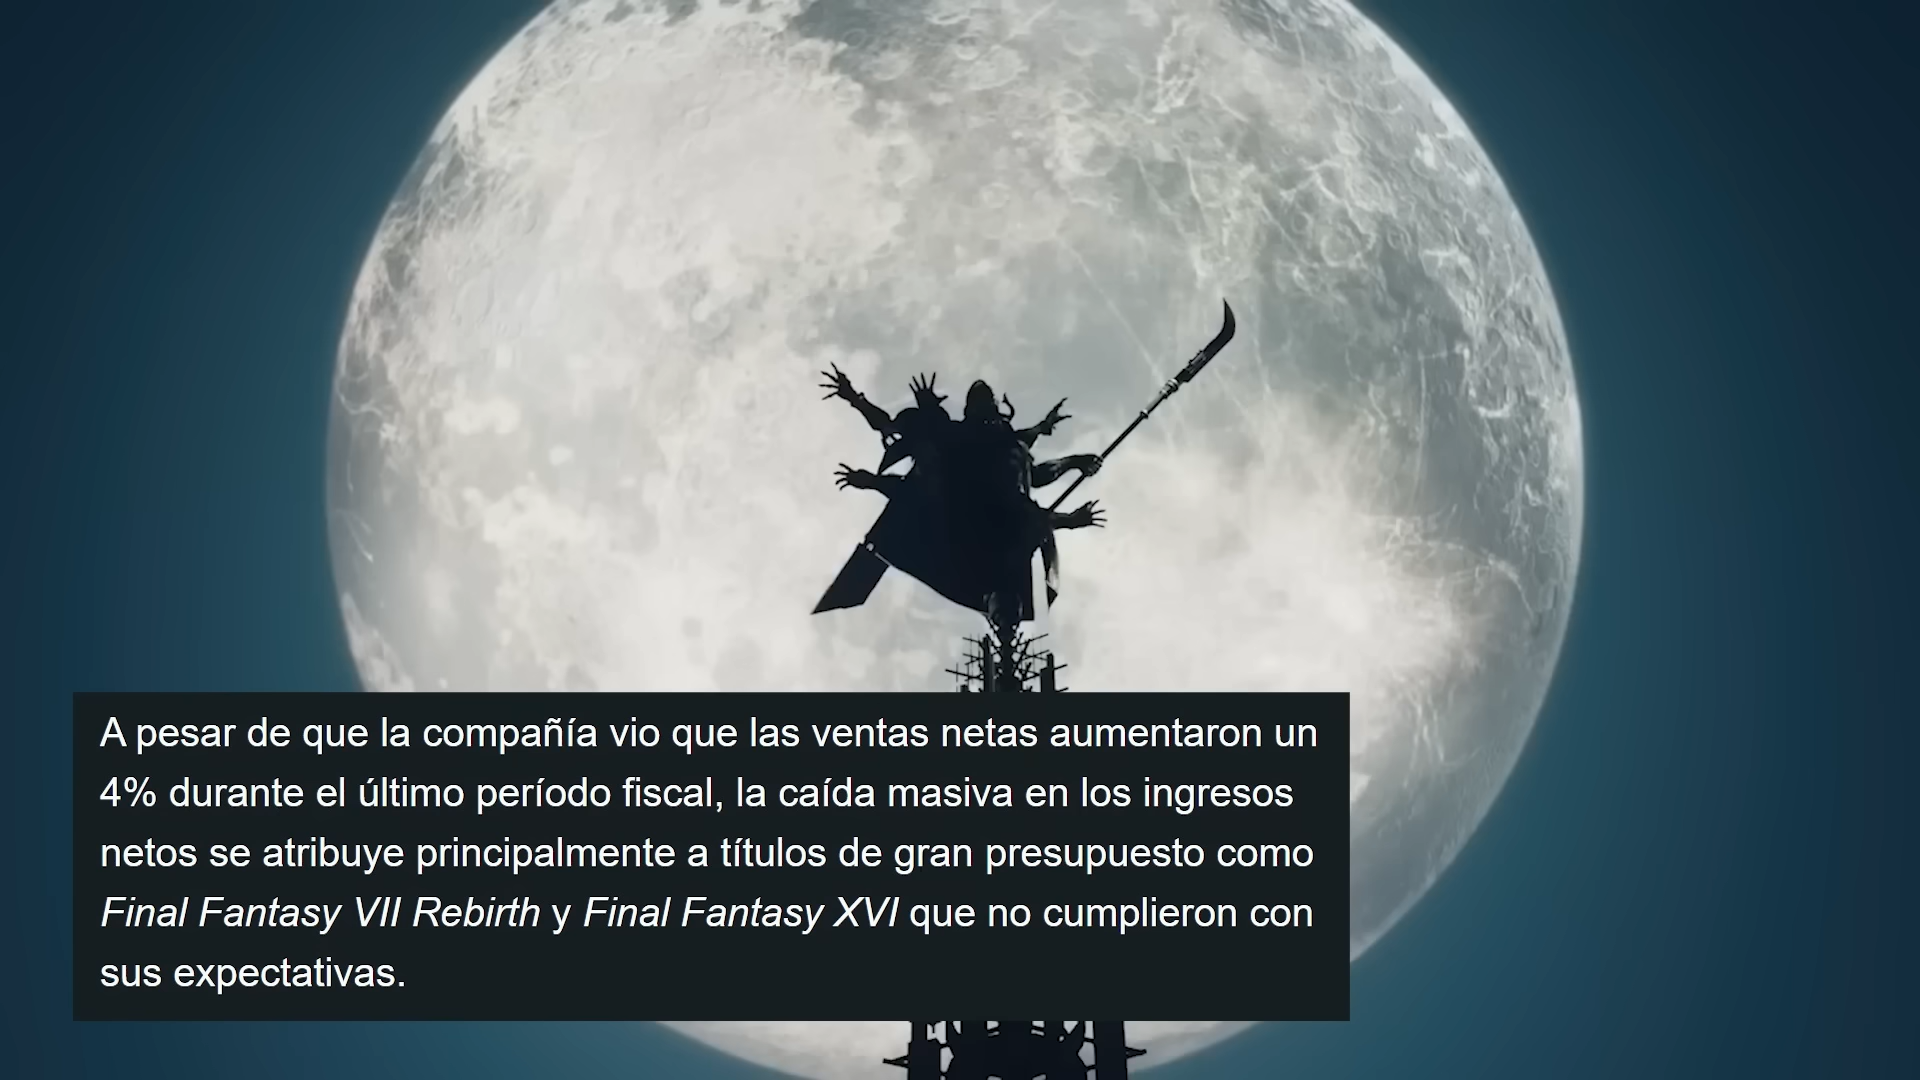 A pesar de que la compañía vio que las ventas netas aumentaron un
4% durante el último período fiscal, la caída masiva en los ingresos
netos se atribuye principalmente a títulos de gran presupuesto como
Final Fantasy VII Rebirth y Final Fantasy XVI que no cumplieron con
sus expectativas.